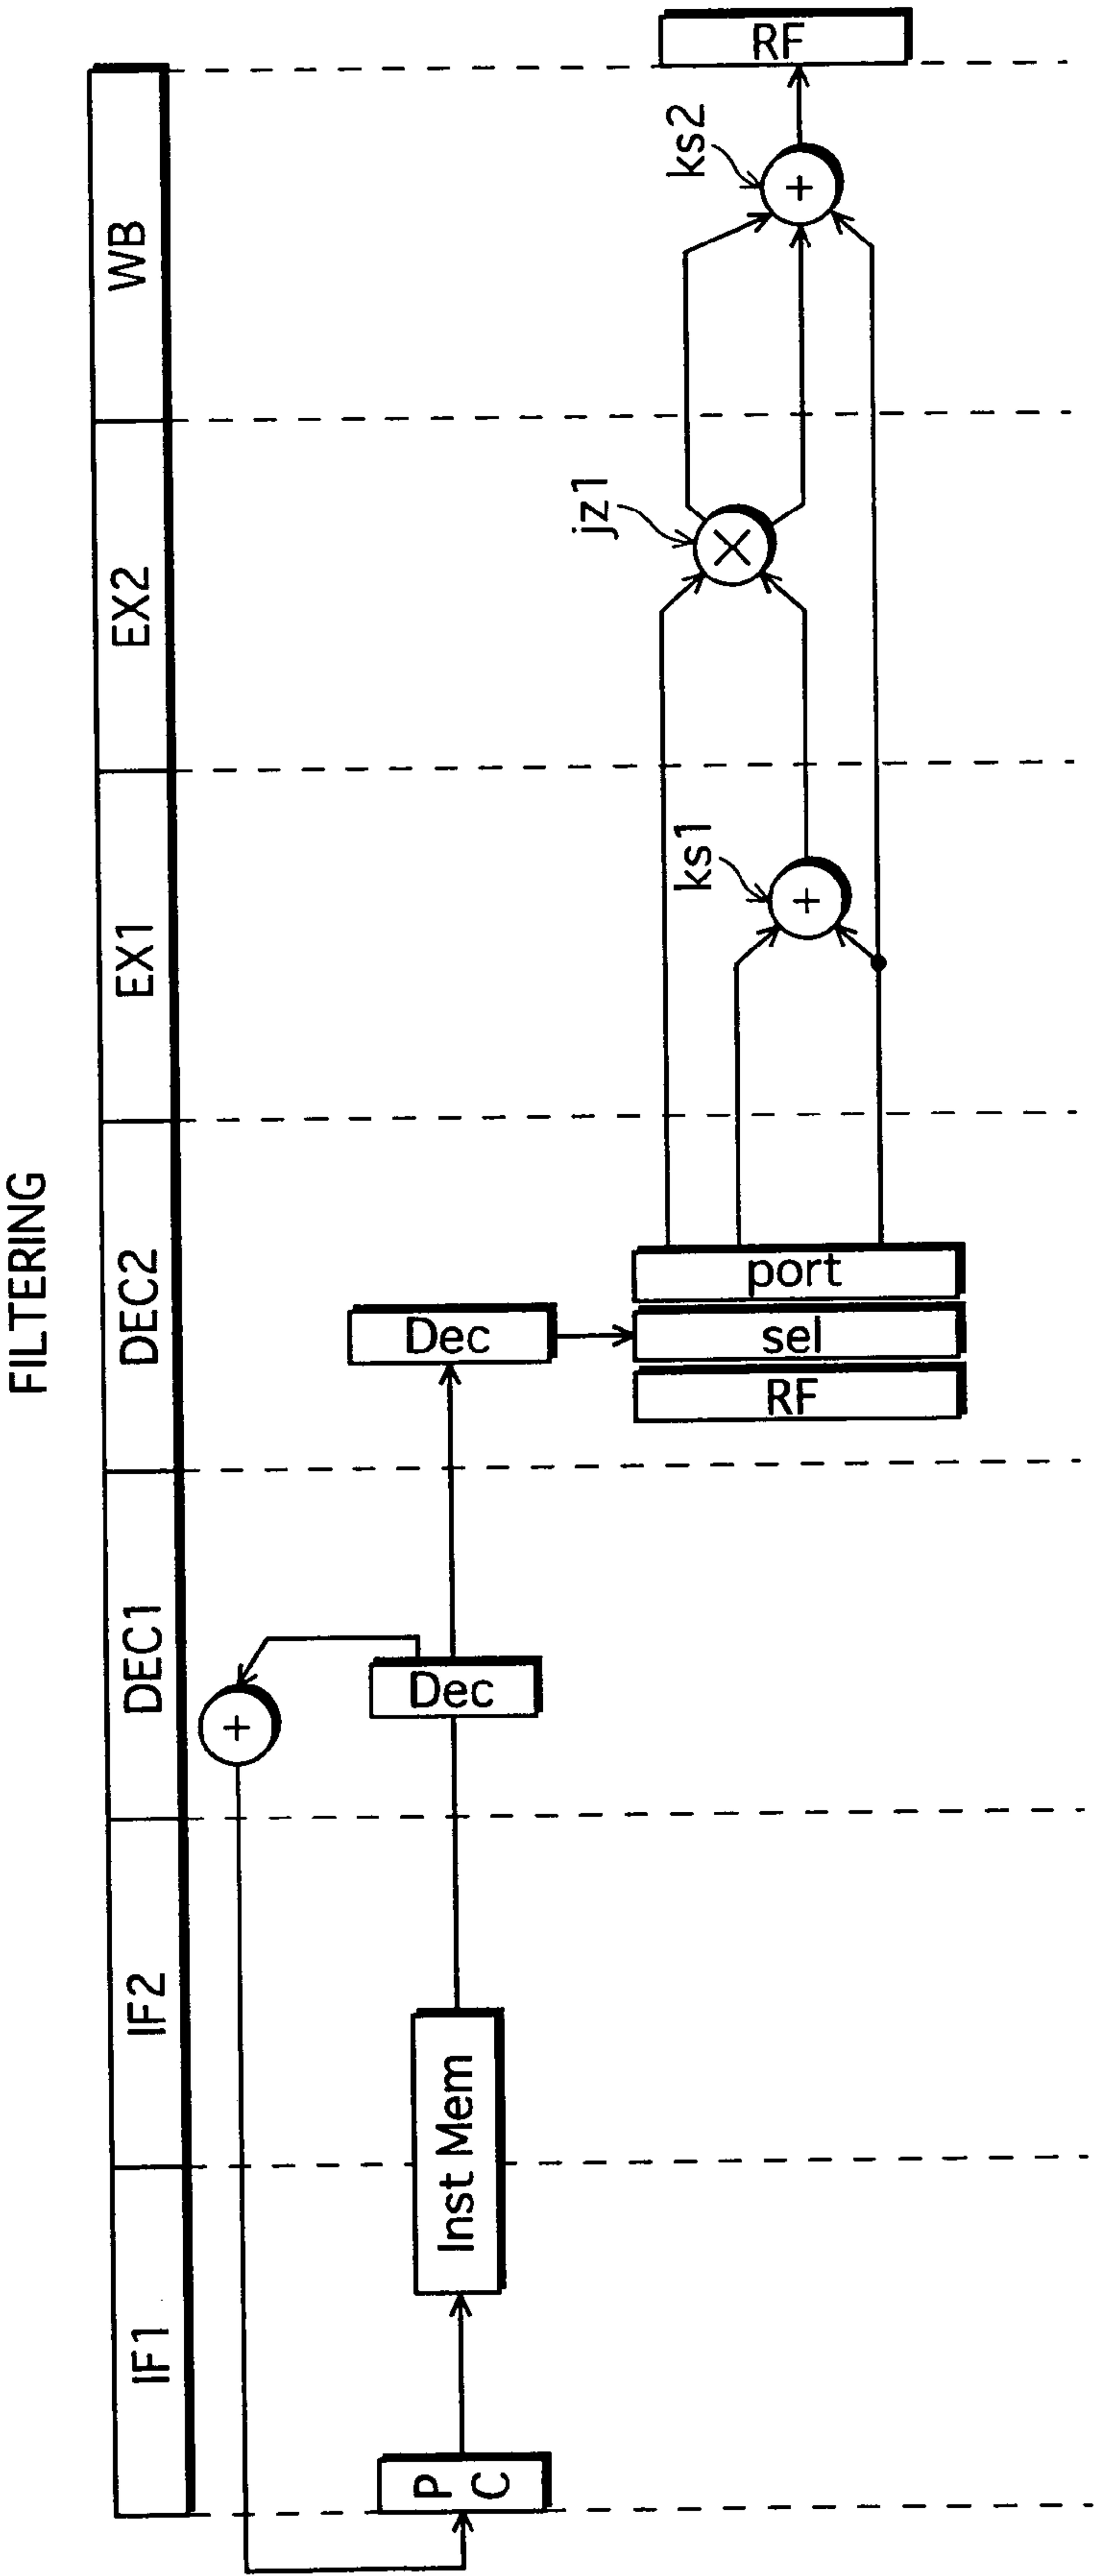 FILTERING
IF1
IF2
DEC1
DEC2
EX1
EX2
WB
+
P C
Inst Mem
Dec
Dec
RF
sel
port
ks1
+
jz1
×
ks2
+
RF